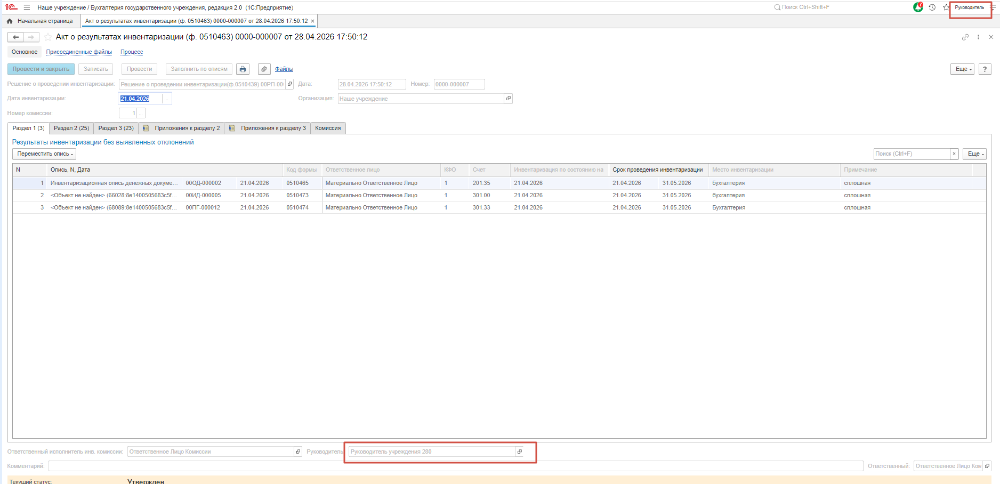 1С Наше учреждение / Бухгалтерия государственного учреждения, редакция 2.0 (1С:Предприятие) Поиск Ctrl+Shift+F 7 Руководитель
Начальная страница Акт о результатах инвентаризации (ф. 0510463) 0000-000007 от 28.04.2026 17:50:12 ×
Акт о результатах инвентаризации (ф. 0510463) 0000-000007 от 28.04.2026 17:50:12
Основное Присоединенные файлы Процесс
Провести и закрыть Записать Провести Заполнить по описям Файлы Еще ?
Решение о проведении инвентаризации: Решение о проведении инвентаризации(ф.0510439) 00РП-00 Дата: 28.04.2026 17:50:12 Номер: 0000-000007
Дата инвентаризации: 21.04.2026 ... Организация: Наше учреждение
Номер комиссии: 1 ...
Раздел 1 (3) Раздел 2 (25) Раздел 3 (23) Приложения к разделу 2 Приложения к разделу 3 Комиссия
Результаты инвентаризации без выявленных отклонений
Переместить опись Поиск (Ctrl+F) × Еще
N Опись, N, Дата Код формы Ответственное лицо КФО Счет Инвентаризация по состоянию на Срок проведения инвентаризации Место инвентаризации Примечание
1 Инвентаризационная опись денежных докуме... 00ОД-000002 21.04.2026 0510465 Материально Ответственное Лицо 1 201.35 21.04.2026 21.04.2026 31.05.2026 бухгалтерия сплошная
2 <Объект не найден> (66028:8e1400505683c5f... 00ИД-000005 21.04.2026 0510473 Материально Ответственное Лицо 1 301.00 21.04.2026 21.04.2026 31.05.2026 бухгалтерия сплошная
3 <Объект не найден> (68089:8e1400505683c5f... 00ПГ-000012 21.04.2026 0510474 Материально Ответственное Лицо 1 301.33 21.04.2026 21.04.2026 31.05.2026 Бухгалтерия сплошная
Ответственный исполнитель инв. комиссии: Ответственное Лицо Комиссии Руководитель Руководитель учреждения 280
Комментарий: Ответственный: Ответственное Лицо Ком
Текущий статус: Утвержден